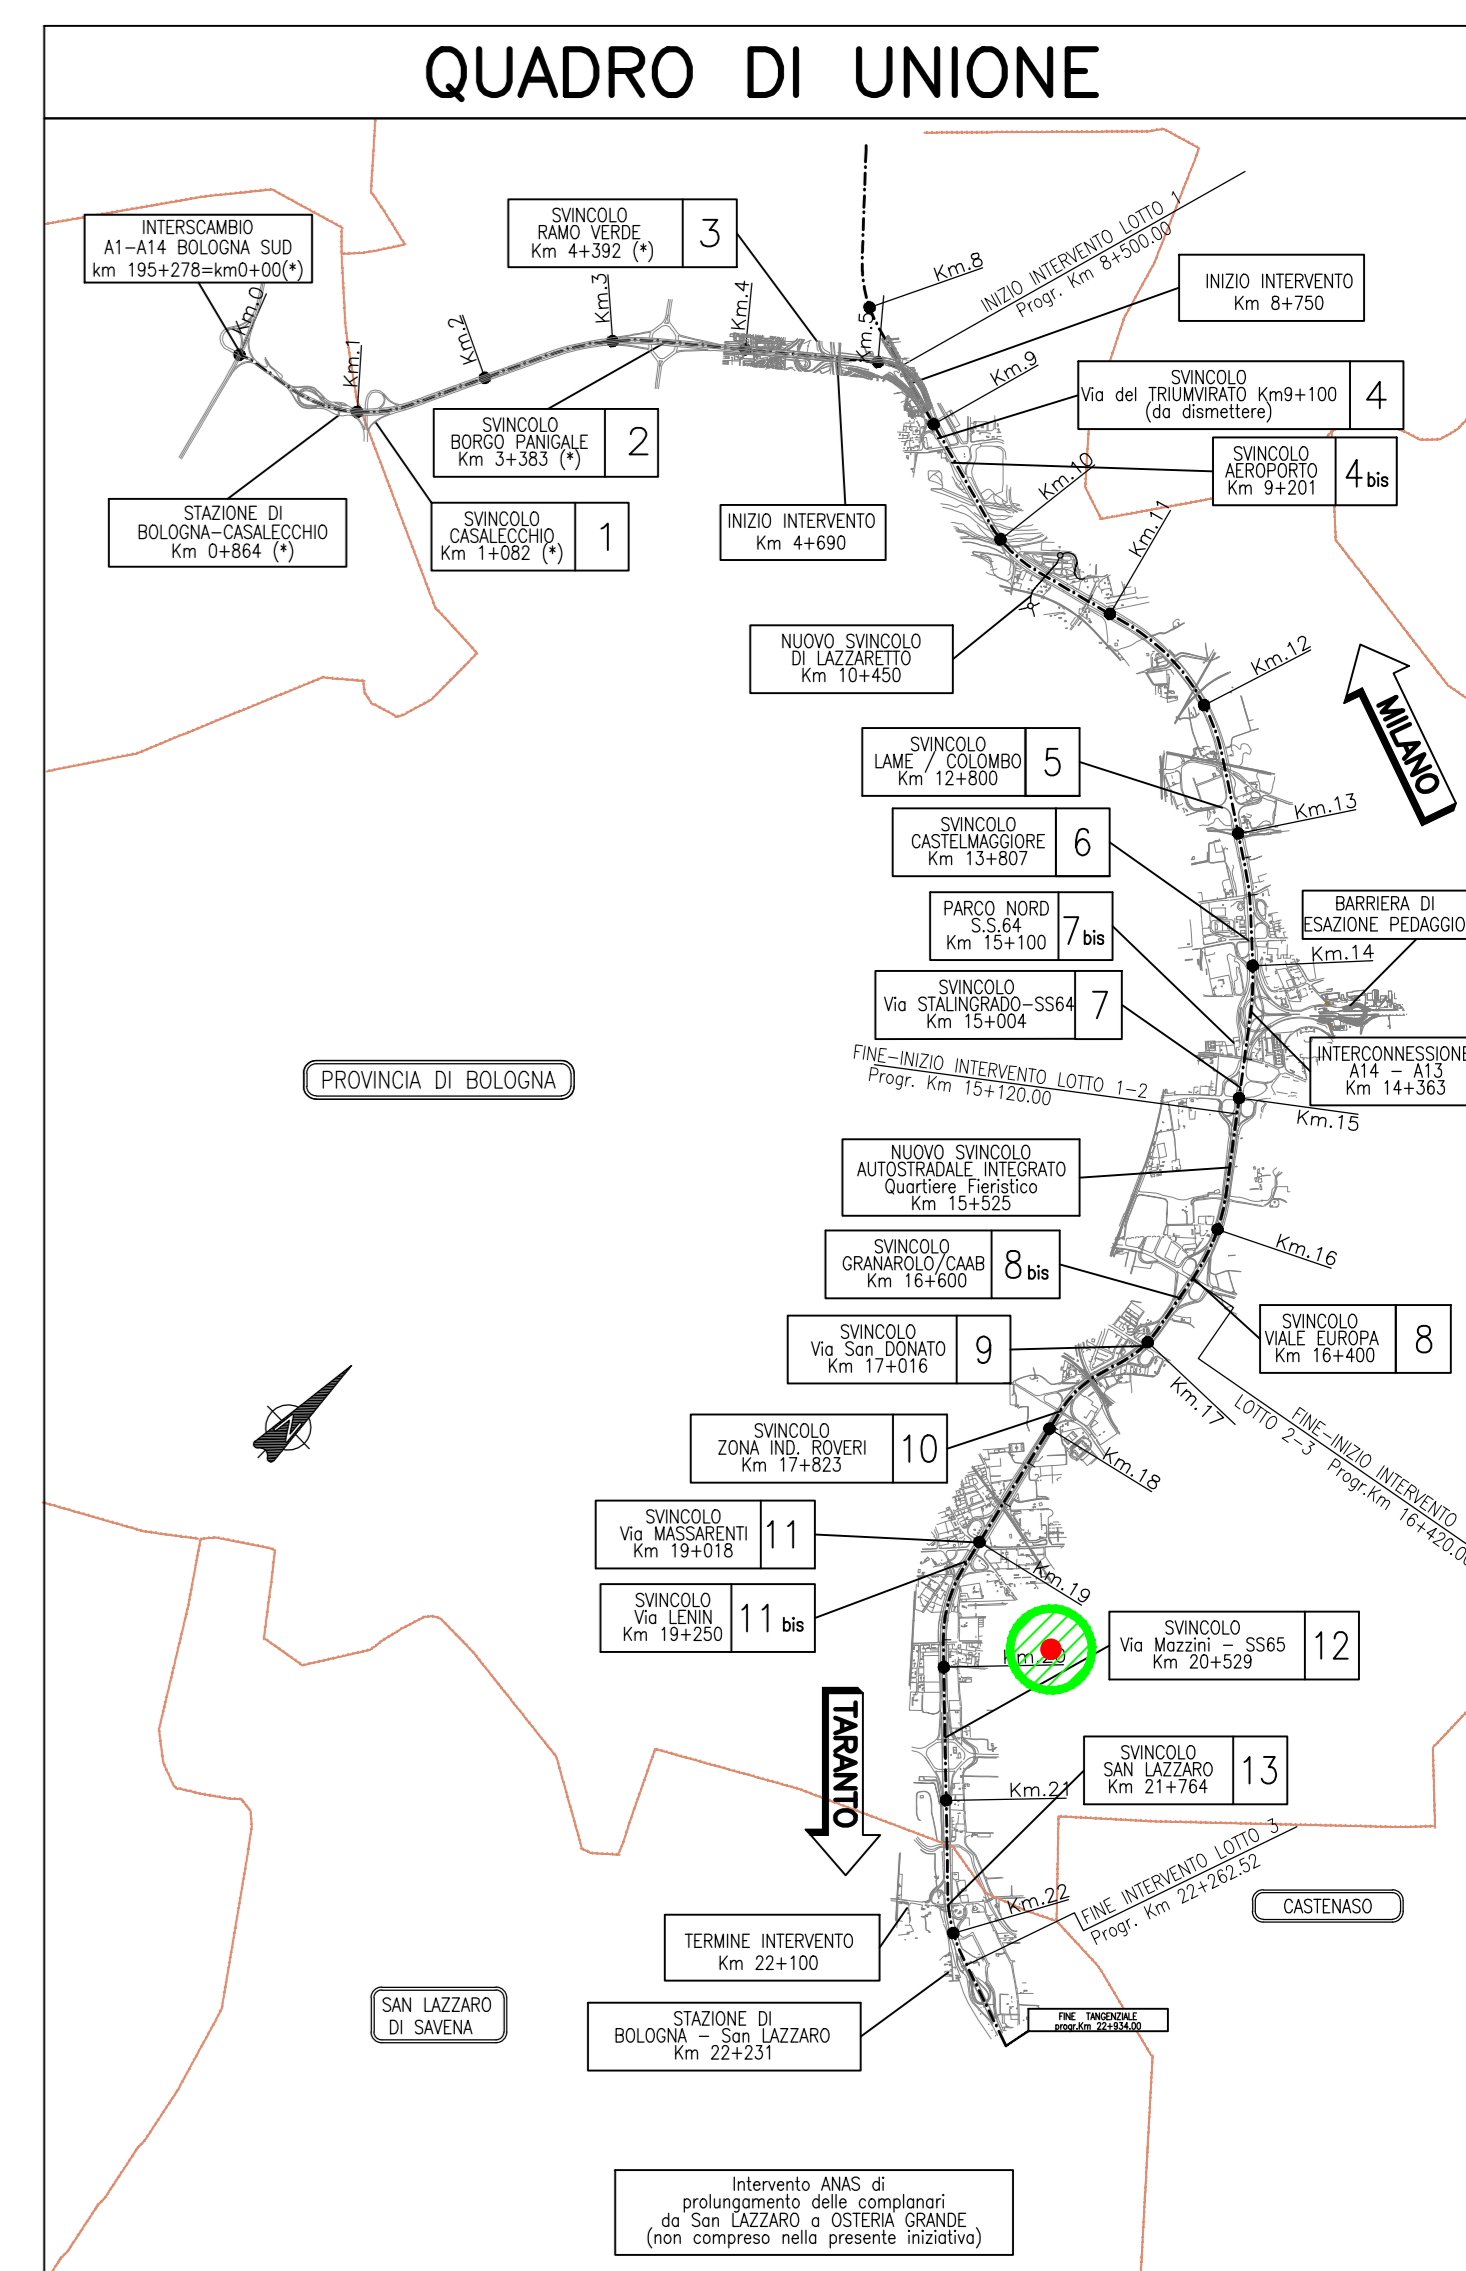 QUADRO DI UNIONE
INTERSCAMBIO
A1-A14 BOLOGNA SUD
km 195+278=km0+00(*)
SVINCOLO
RAMO VERDE
Km 4+392 (*)
3
Km.0
Km.1
Km.2
Km.3
Km.4
Km.5
Km.8
INIZIO INTERVENTO LOTTO 1
Progr. Km 8+500.00
INIZIO INTERVENTO
Km 8+750
Km.9
SVINCOLO
Via del TRIUMVIRATO Km9+100
(da dismettere)
4
SVINCOLO
BORGO PANIGALE
Km 3+383 (*)
2
SVINCOLO
AEROPORTO
Km 9+201
4 bis
STAZIONE DI
BOLOGNA-CASALECCHIO
Km 0+864 (*)
SVINCOLO
CASALECCHIO
Km 1+082 (*)
1
INIZIO INTERVENTO
Km 4+690
Km.10
Km.11
NUOVO SVINCOLO
DI LAZZARETTO
Km 10+450
Km.12
MILANO
SVINCOLO
LAME / COLOMBO
Km 12+800
5
Km.13
SVINCOLO
CASTELMAGGIORE
Km 13+807
6
PARCO NORD
S.S.64
Km 15+100
7 bis
BARRIERA DI
ESAZIONE PEDAGGIO
Km.14
SVINCOLO
Via STALINGRADO-SS64
Km 15+004
7
INTERCONNESSIONE
A14 - A13
Km 14+363
FINE-INIZIO INTERVENTO LOTTO 1-2
Progr. Km 15+120.00
Km.15
PROVINCIA DI BOLOGNA
NUOVO SVINCOLO
AUTOSTRADALE INTEGRATO
Quartiere Fieristico
Km 15+525
Km.16
SVINCOLO
GRANAROLO/CAAB
Km 16+600
8 bis
SVINCOLO
VIALE EUROPA
Km 16+400
8
SVINCOLO
Via San DONATO
Km 17+016
9
Km.17
FINE-INIZIO INTERVENTO
LOTTO 2-3 Progr.Km 16+420.00
SVINCOLO
ZONA IND. ROVERI
Km 17+823
10
Km.18
SVINCOLO
Via MASSARENTI
Km 19+018
11
Km.19
SVINCOLO
Via LENIN
Km 19+250
11 bis
SVINCOLO
Via Mazzini - SS65
Km 20+529
12
Km.20
TARANTO
SVINCOLO
SAN LAZZARO
Km 21+764
13
Km.21
FINE INTERVENTO LOTTO 3
Progr. Km 22+262.52
Km.22
CASTENASO
TERMINE INTERVENTO
Km 22+100
SAN LAZZARO
DI SAVENA
STAZIONE DI
BOLOGNA - San LAZZARO
Km 22+231
FINE TANGENZIALE
progr.Km 22+934.00
Intervento ANAS di
prolungamento delle complanari
da San LAZZARO a OSTERIA GRANDE
(non compreso nella presente iniziativa)